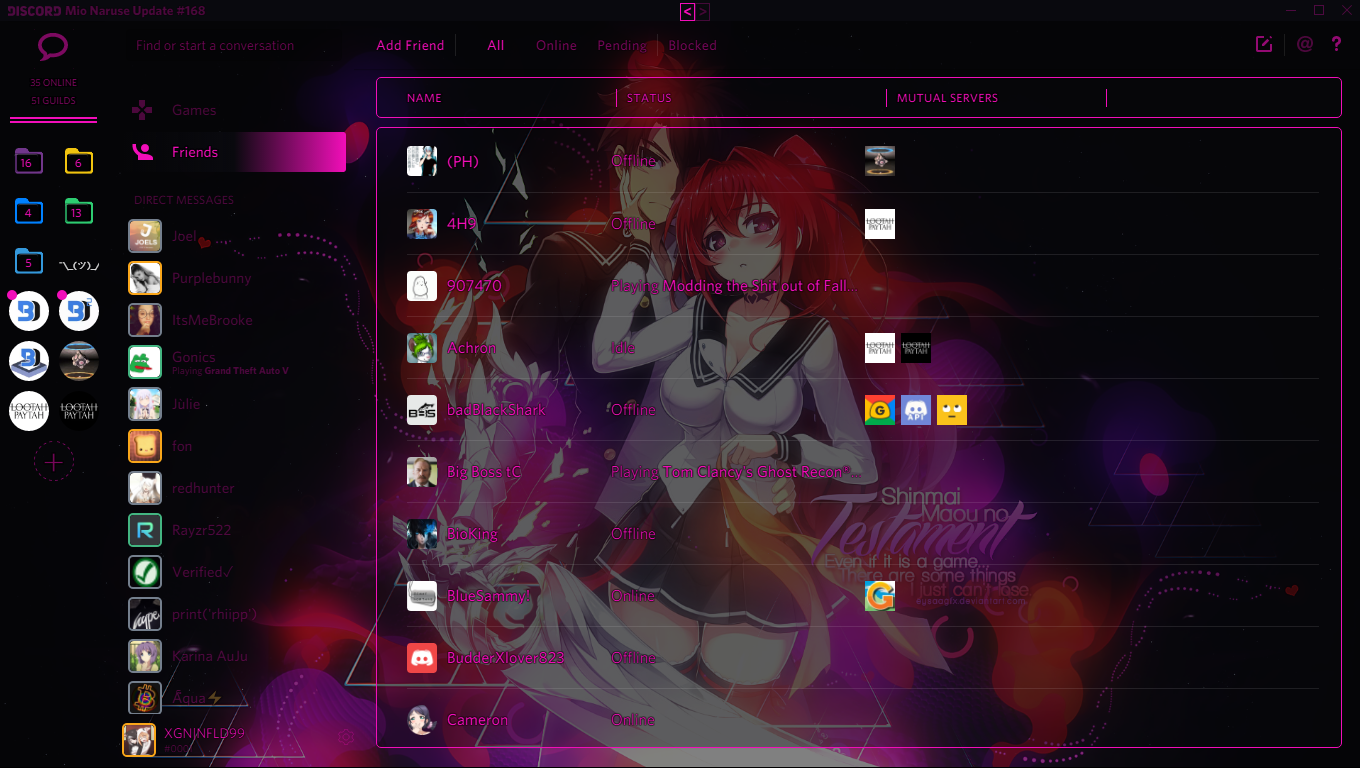 DISCORD Mio Naruse Update #168
< >
Find or start a conversation
Add Friend All Online Pending Blocked
@ ?
35 ONLINE
51 GUILDS
NAME STATUS MUTUAL SERVERS
Games
Friends
16 6
4 13
5 ¯\_(ツ)_/
DIRECT MESSAGES
Joel
J
JOELS
Purplebunny
ItsMeBrooke
Gonics
Playing Grand Theft Auto V
Jùlie
fon
redhunter
Rayzr522
R
Verified✓
print(`rhiipp`)
Karina AuJu
Aqua⚡
XGNINFLD99
LOOTAH
PAYTAH
LOOTAH
PAYTAH
(PH) Offline
4H9 Offline
LOOTAH
PAYTAH
907470 Playing Modding the Shit out of Fall...
Achron Idle
LOOTAH
PAYTAH
LOOTAH
PAYTAH
badBlackShark Offline
G API
Big Boss tC Playing Tom Clancy's Ghost Recon® ...
BioKing Offline
BlueSammy1 Online
G
BudderXlover823 Offline
Cameron Online
Shinmai
Maou no
Testament
Even if it is a game...
There are some things
I just can't lose